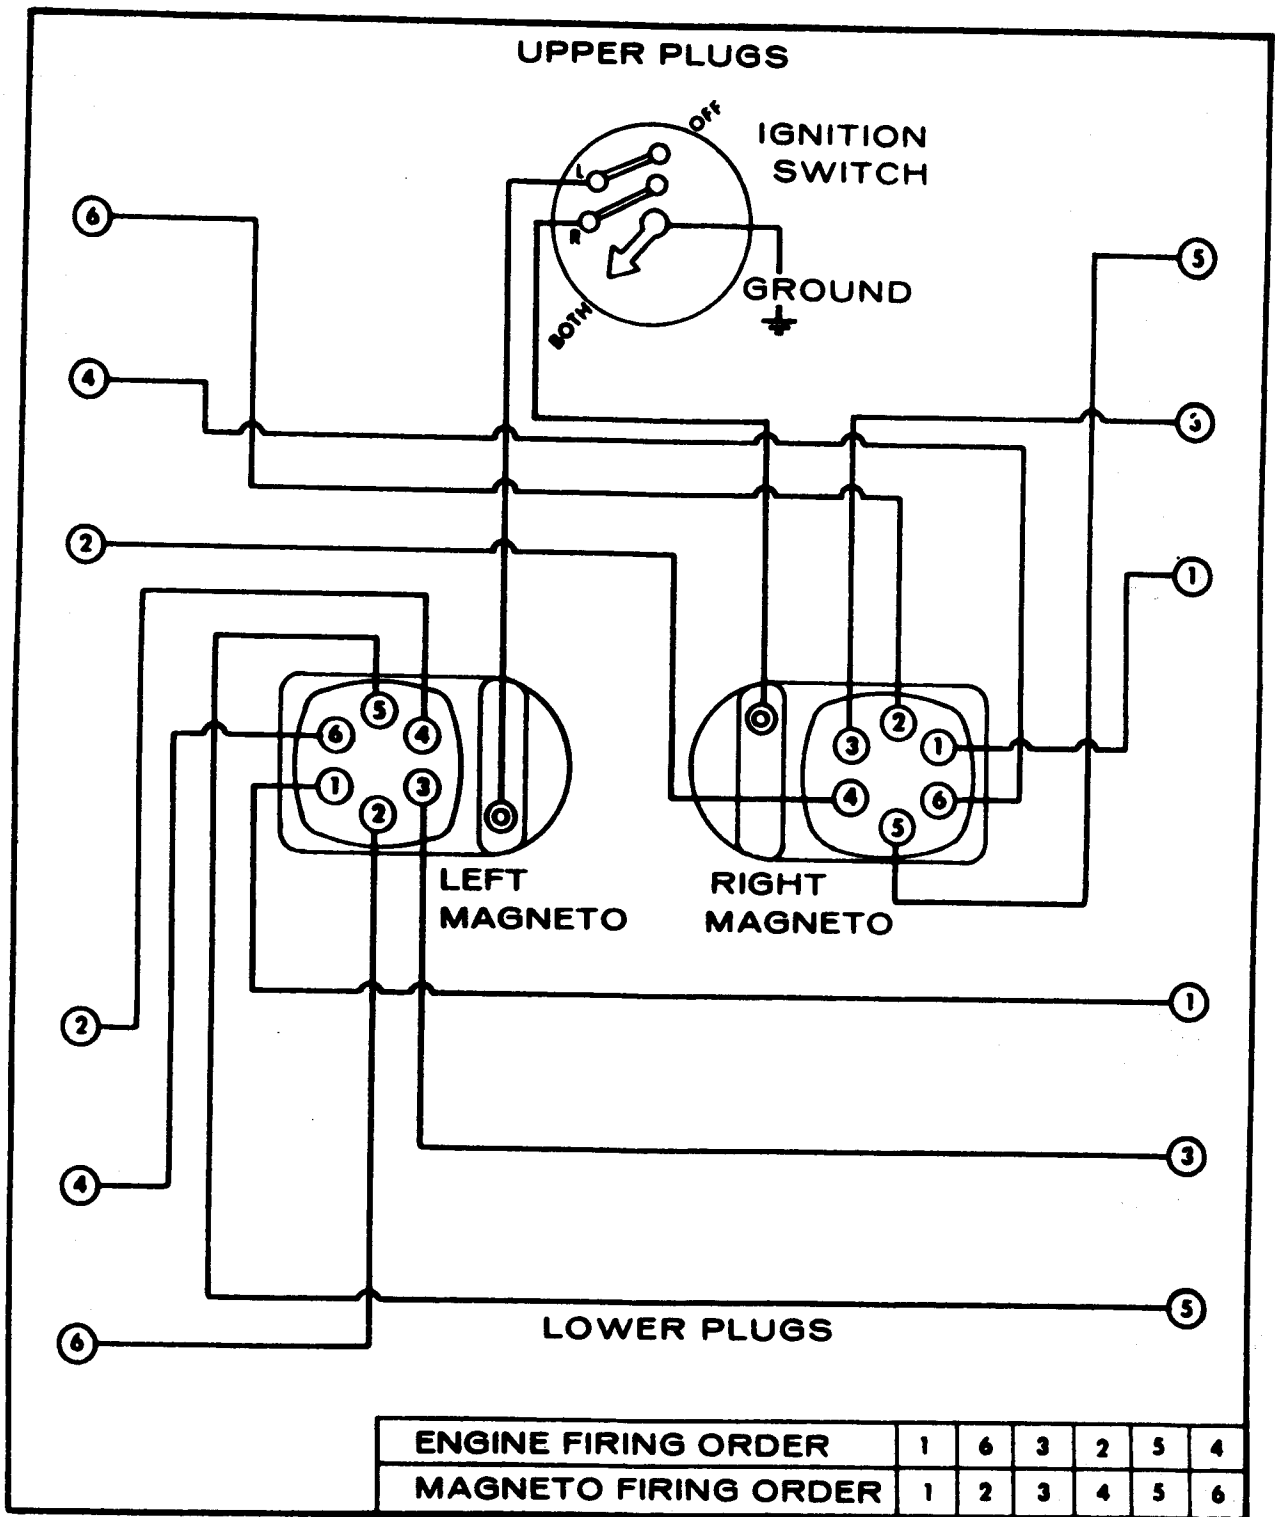 UPPER PLUGS
OFF
IGNITION
SWITCH
L
R
GROUND
BOTH
6
5
4
3
2
1
5
6
4
1
3
2
2
3
1
4
6
5
LEFT
MAGNETO
RIGHT
MAGNETO
1
2
3
4
5
6
LOWER PLUGS
ENGINE FIRING ORDER 1 6 3 2 5 4
MAGNETO FIRING ORDER 1 2 3 4 5 6